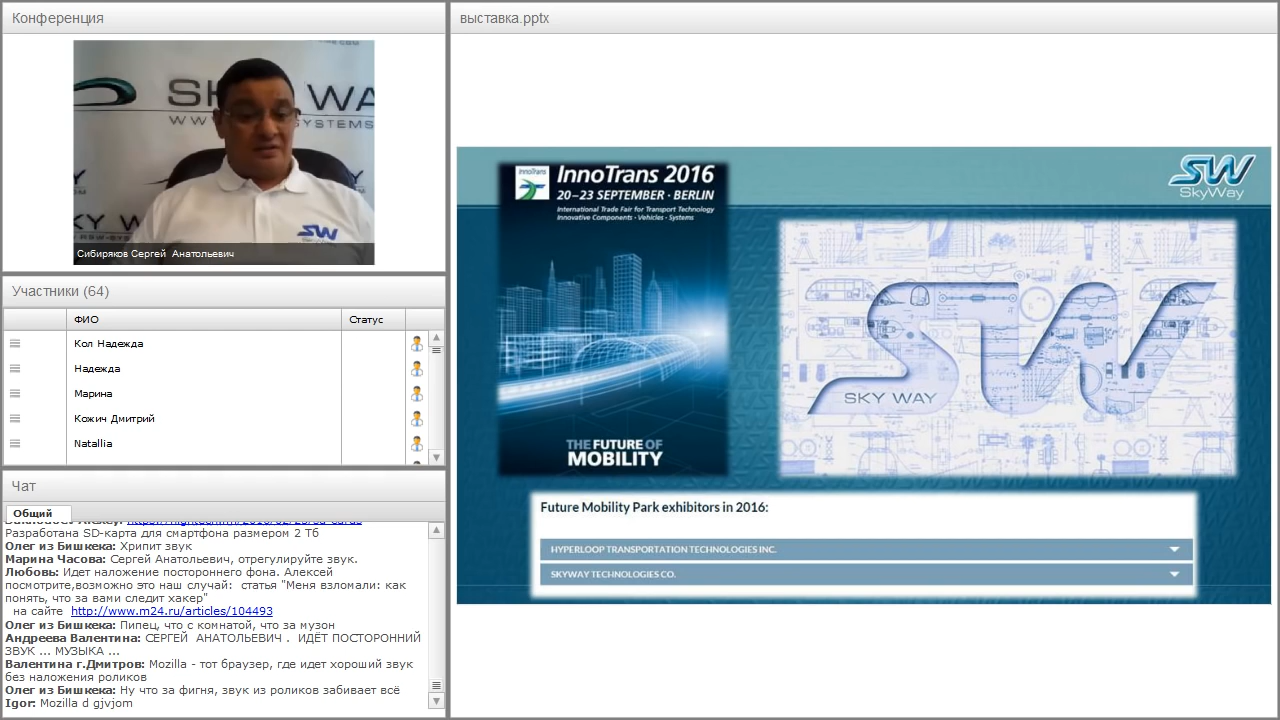 Конференция
SKY WAY
Сибиряков Сергей Анатольевич
Участники (64)
ФИО
Статус
Кол Надежда
Надежда
Марина
Кожич Дмитрий
Natallia
Чат
Общий
Разработана SD-карта для смартфона размером 2 Тб
Олег из Бишкека: Хрипит звук
Марина Часова: Сергей Анатольевич, отрегулируйте звук.
Любовь: Идет наложение постороннего фона. Алексей
посмотрите,возможно это наш случай: статья "Меня взломали: как
понять, что за вами следит хакер"
на сайте http://www.m24.ru/articles/104493
Олег из Бишкека: Пипец, что с комнатой, что за музон
Андреева Валентина: СЕРГЕЙ АНАТОЛЬЕВИЧ . ИДЁТ ПОСТОРОННИЙ
ЗВУК ... МУЗЫКА ...
Валентина г.Дмитров: Mozilla - тот браузер, где идет хороший звук
без наложения роликов
Олег из Бишкека: Ну что за фигня, звук из роликов забивает всё
Igor: Mozilla d gjvjom
выставка.pptx
InnoTrans
InnoTrans 2016
20–23 SEPTEMBER · BERLIN
International Trade Fair for Transport Technology
Innovative Components · Vehicles · Systems
THE FUTURE OF
MOBILITY
SW
SkyWay
SW
SKY WAY
Future Mobility Park exhibitors in 2016:
HYPERLOOP TRANSPORTATION TECHNOLOGIES INC.
SKYWAY TECHNOLOGIES CO.